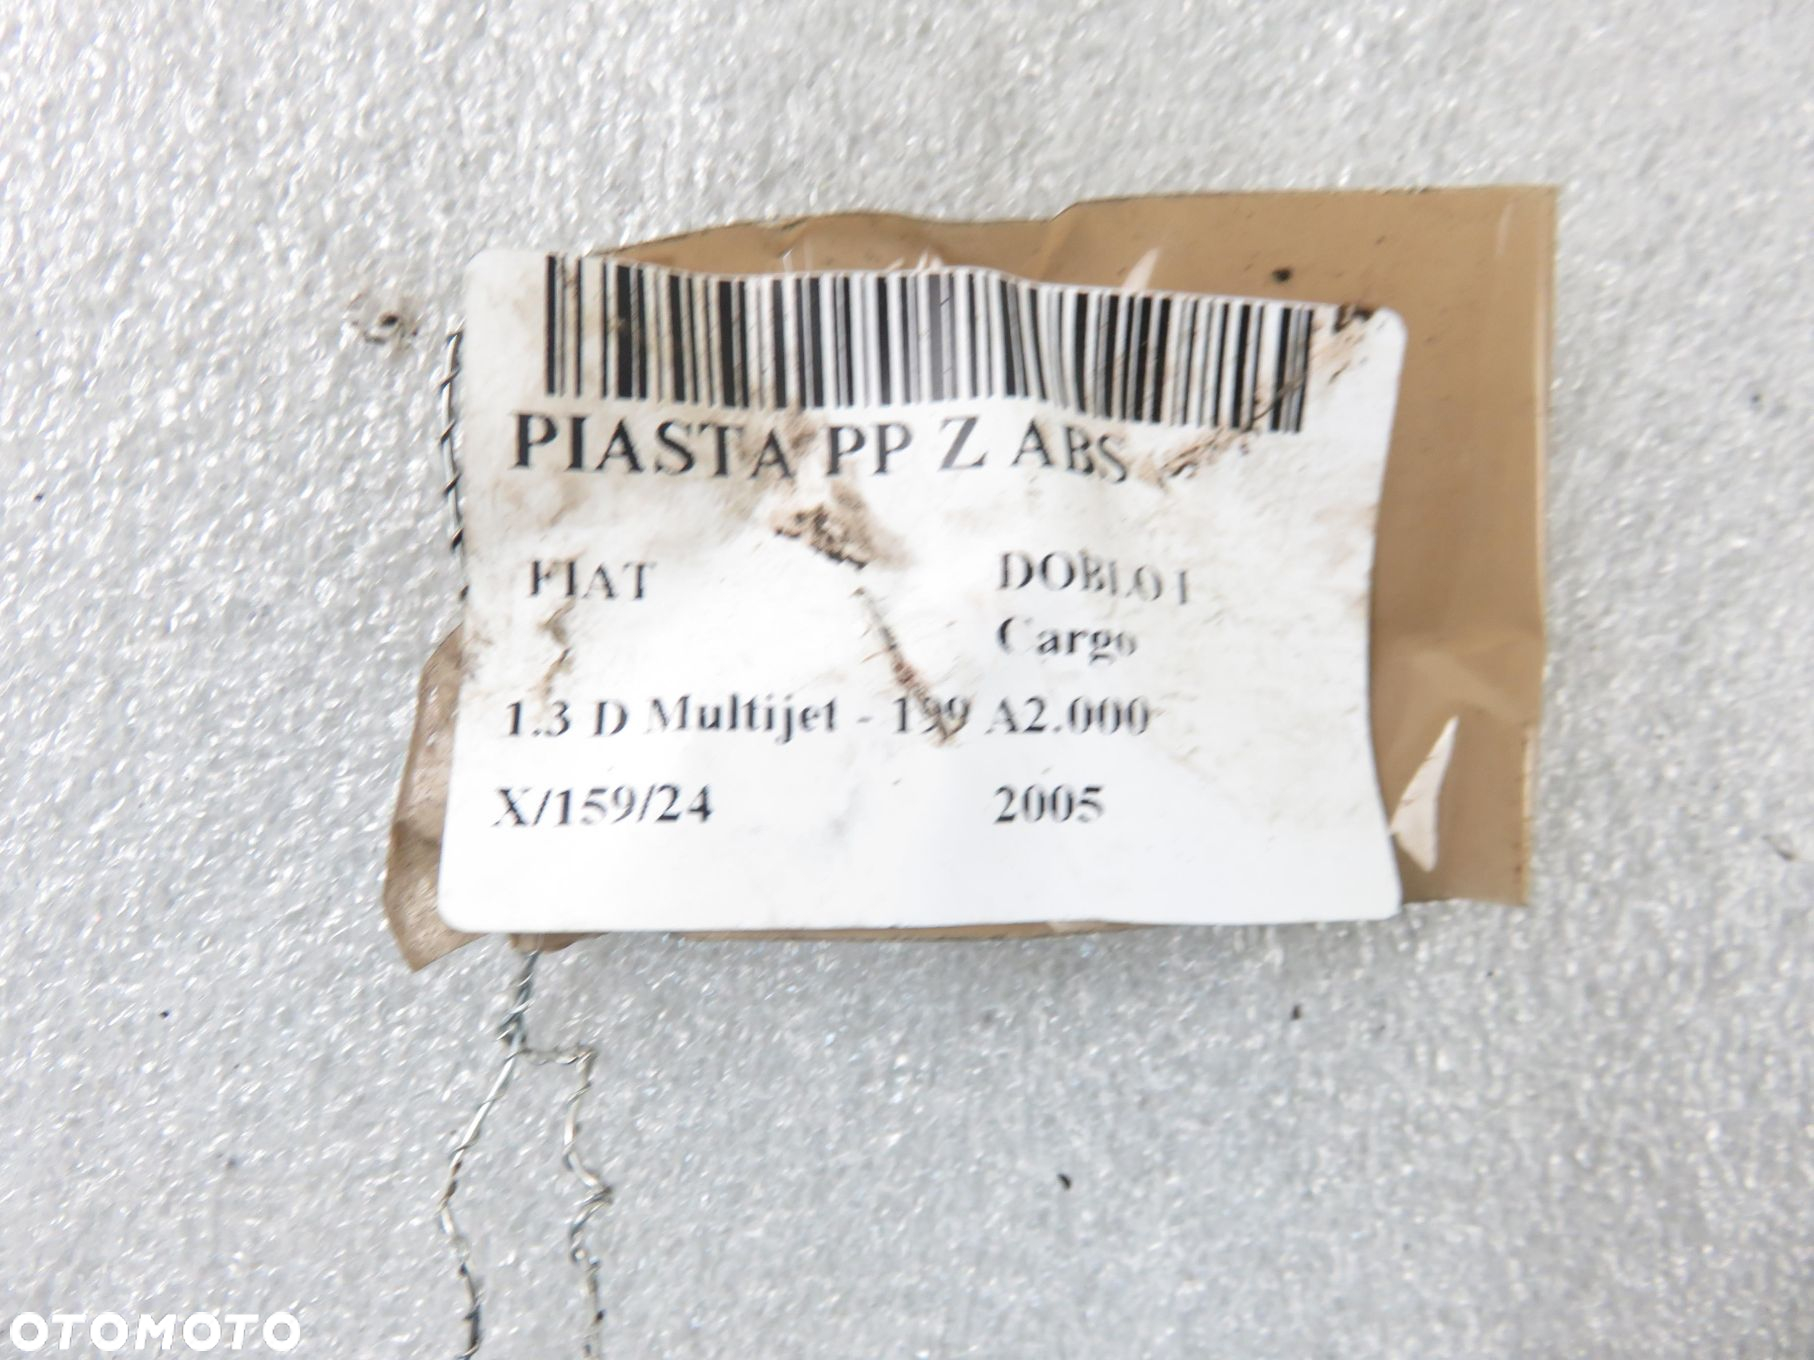 PIASTA PP Z ABS
FIAT DOBLO I
Cargo
1.3 D Multijet - 199 A2.000
X/159/24 2005
OTOMOTO